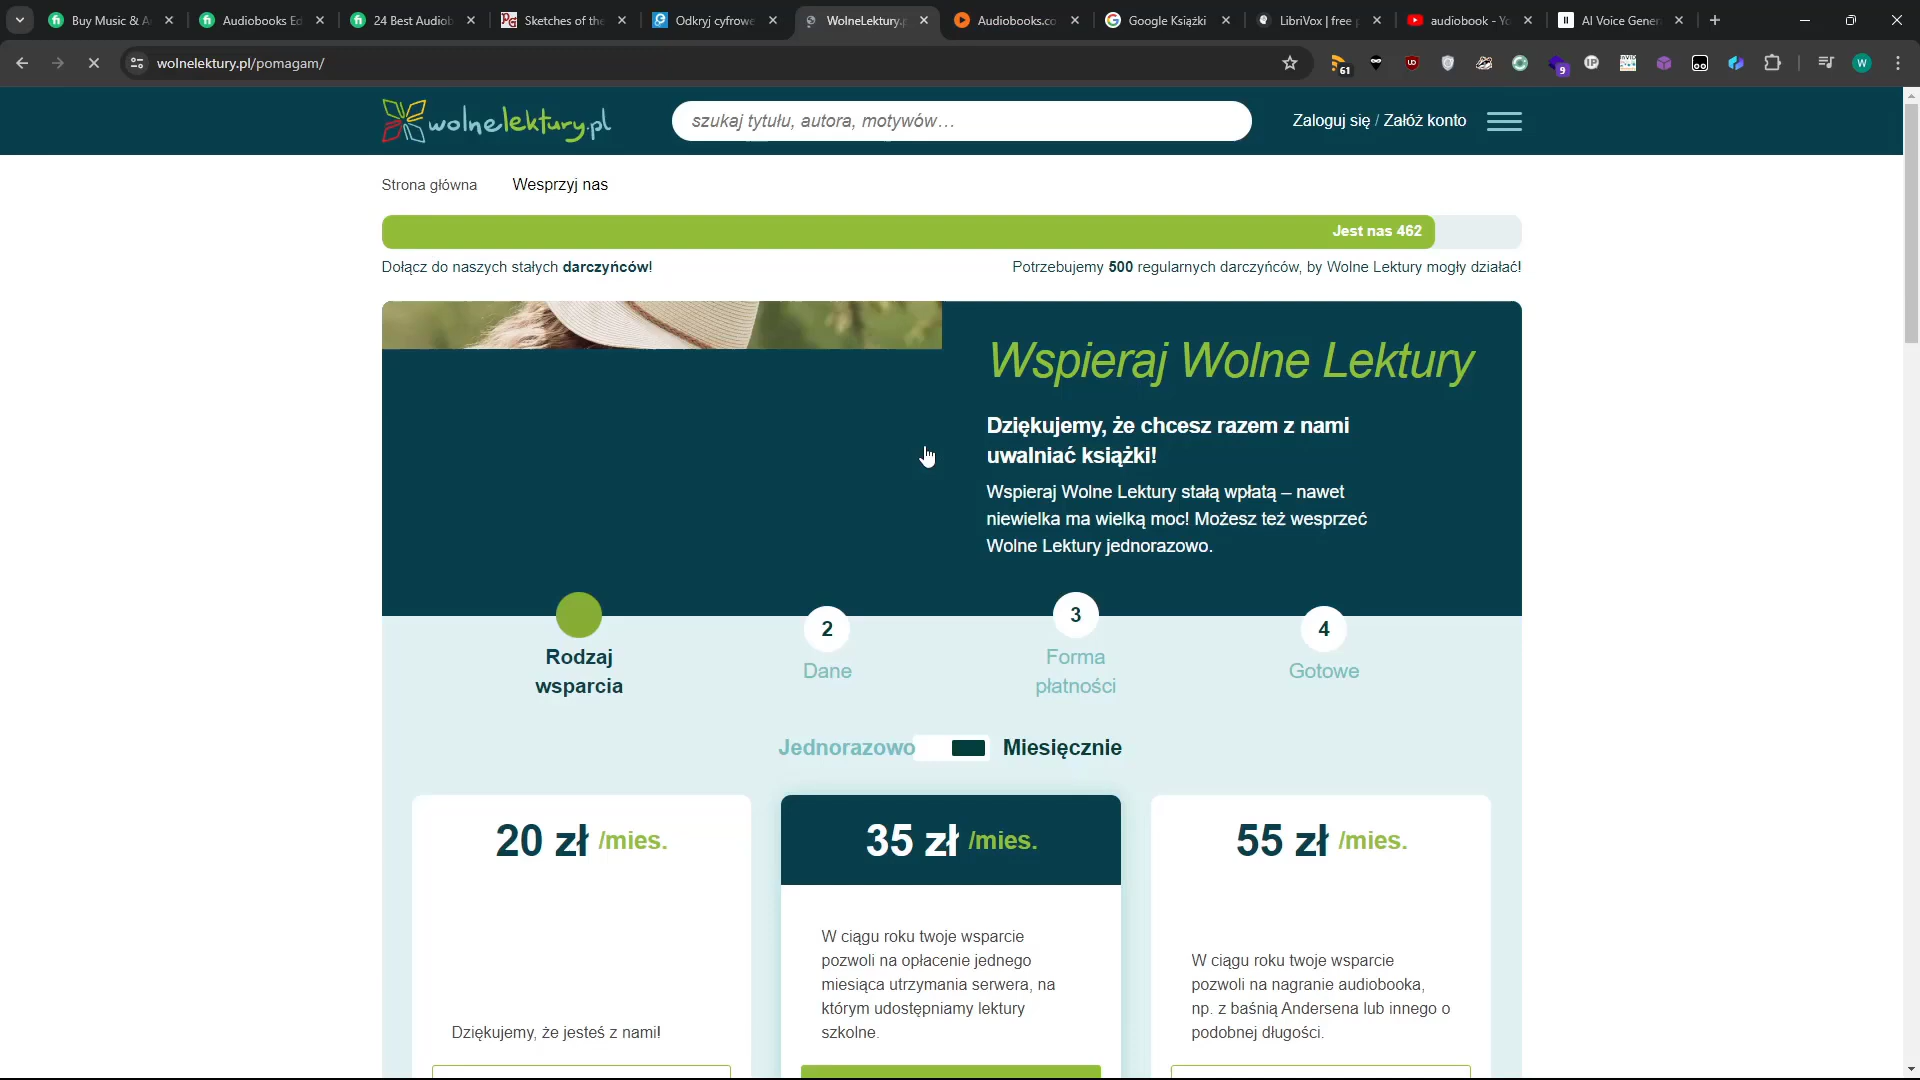 Buy Music & A
Audiobooks Ed
24 Best Audiob
Sketches of the
Odkryj cyfrowe
WolneLektury.p
Audiobooks.co
Google Książki
LibriVox | free p
audiobook - Yo
AI Voice Gener
wolnelektury.pl/pomagam/
61
9
W
wolnelektury.pl
szukaj tytułu, autora, motywów…
Zaloguj się / Załóż konto
Strona główna
Wesprzyj nas
Jest nas 462
Dołącz do naszych stałych darczyńców!
Potrzebujemy 500 regularnych darczyńców, by Wolne Lektury mogły działać!
Wspieraj Wolne Lektury
Dziękujemy, że chcesz razem z nami
uwalniać książki!
Wspieraj Wolne Lektury stałą wpłatą – nawet
niewielka ma wielką moc! Możesz też wesprzeć
Wolne Lektury jednorazowo.
Rodzaj
wsparcia
2
Dane
3
Forma
płatności
4
Gotowe
Jednorazowo
Miesięcznie
20 zł /mies.
Dziękujemy, że jesteś z nami!
35 zł /mies.
W ciągu roku twoje wsparcie
pozwoli na opłacenie jednego
miesiąca utrzymania serwera, na
którym udostępniamy lektury
szkolne.
55 zł /mies.
W ciągu roku twoje wsparcie
pozwoli na nagranie audiobooka,
np. z baśnią Andersena lub innego o
podobnej długości.